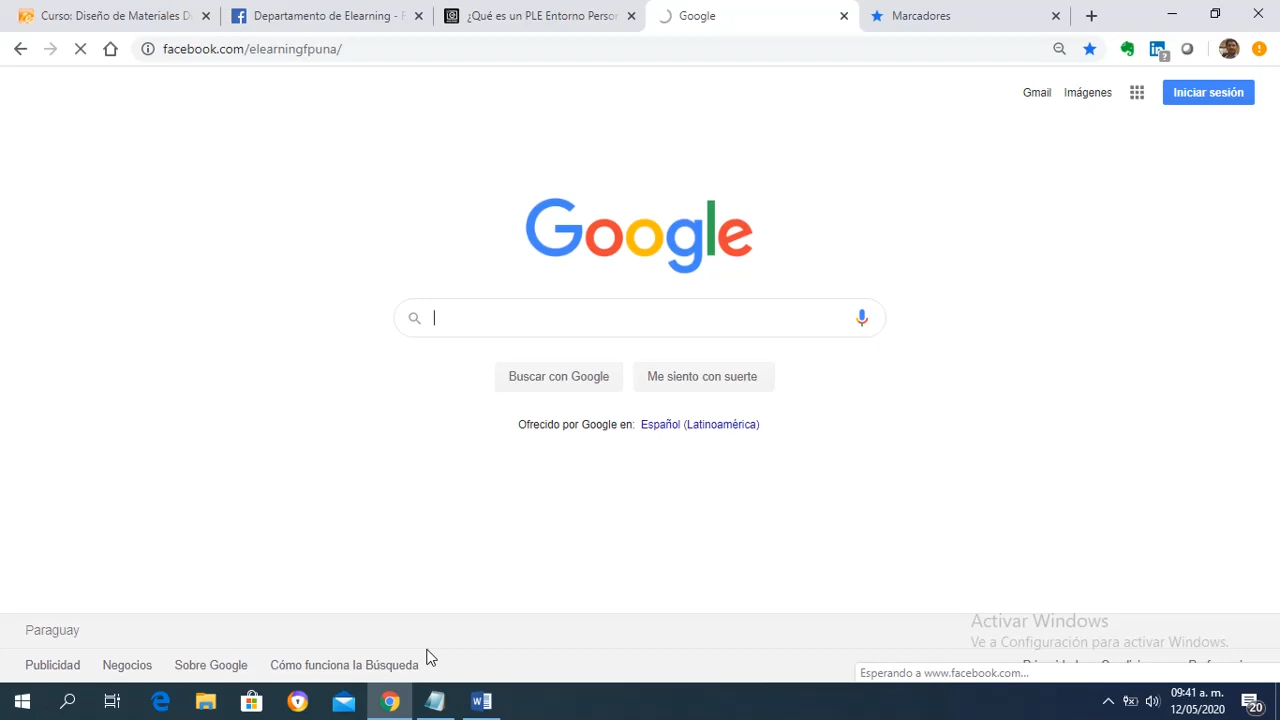 Curso: Diseño de Materiales D
Departamento de Elearning - F
¿Qué es un PLE Entorno Person
Google
Marcadores
facebook.com/elearningfpuna/
Gmail
Imágenes
Iniciar sesión
Google
Buscar con Google
Me siento con suerte
Ofrecido por Google en: Español (Latinoamérica)
Paraguay
Activar Windows
Ve a Configuración para activar Windows.
Publicidad
Negocios
Sobre Google
Cómo funciona la Búsqueda
Esperando a www.facebook.com...
09:41 a. m.
12/05/2020
20